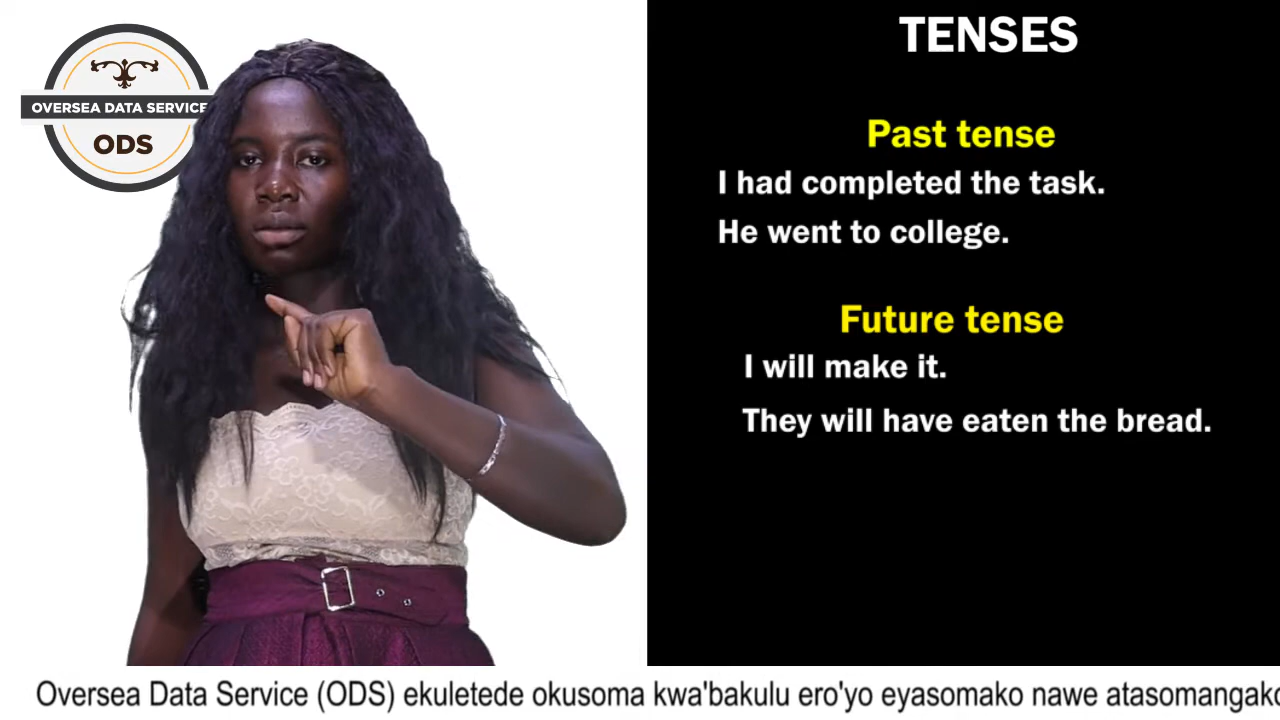 OVERSEA DATA SERVICE
ODS
TENSES
Past tense
I had completed the task.
He went to college.
Future tense
I will make it.
They will have eaten the bread.
Oversea Data Service (ODS) ekuletede okusoma kwa'bakulu ero'yo eyasomako nawe atasomangako